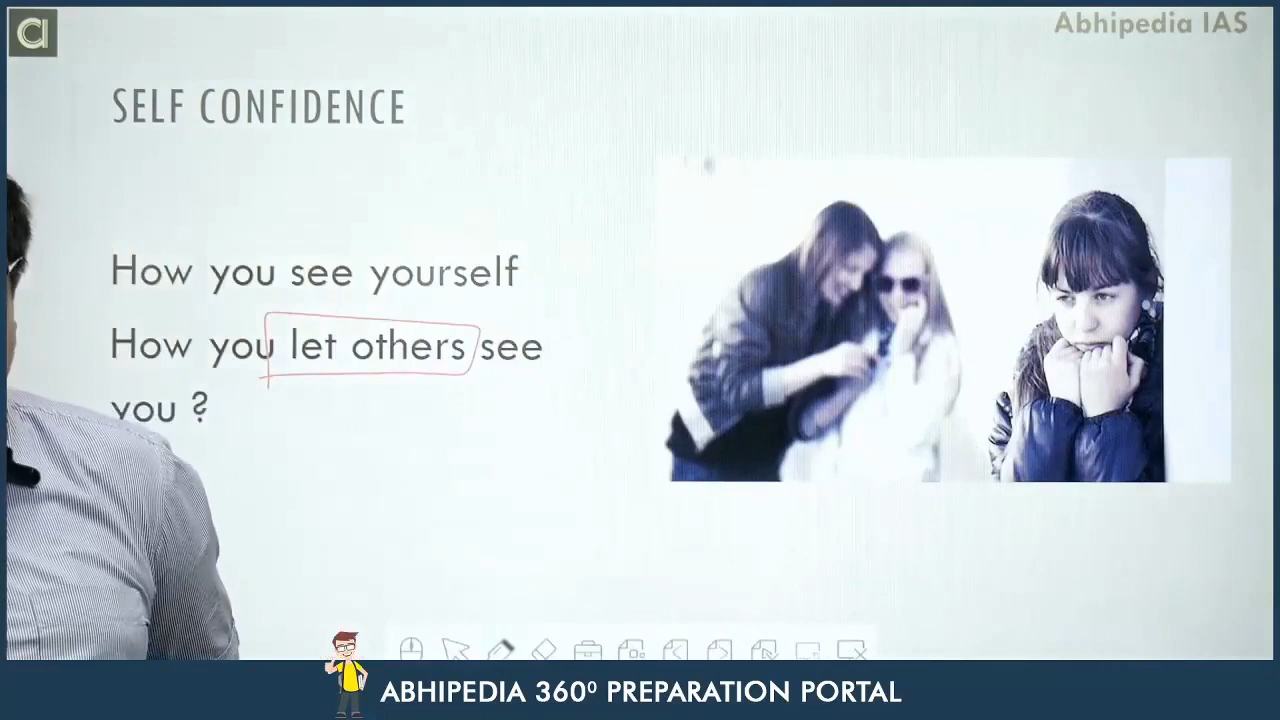 Abhipedia IAS
SELF CONFIDENCE
How you see yourself
How you let others see
you ?
ABHIPEDIA 360⁰ PREPARATION PORTAL